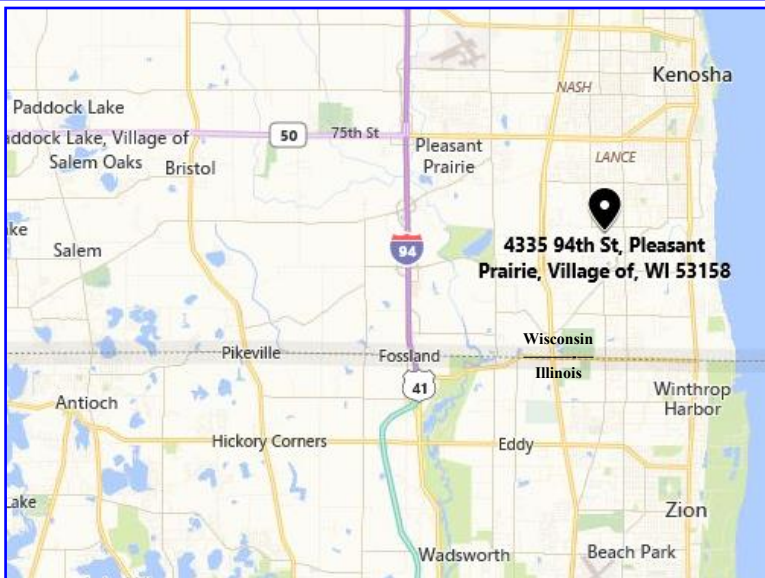 Kenosha
NASH
Paddock Lake
addock Lake, Village of
Salem Oaks
50
75th St
Pleasant
Prairie
LANCE
Bristol
ke
Salem
94
4335 94th St, Pleasant
Prairie, Village of, WI 53158
Wisconsin
Pikeville
Fossland
Illinois
41
Antioch
Winthrop
Harbor
Hickory Corners
Eddy
Lake
Zion
Wadsworth
Beach Park